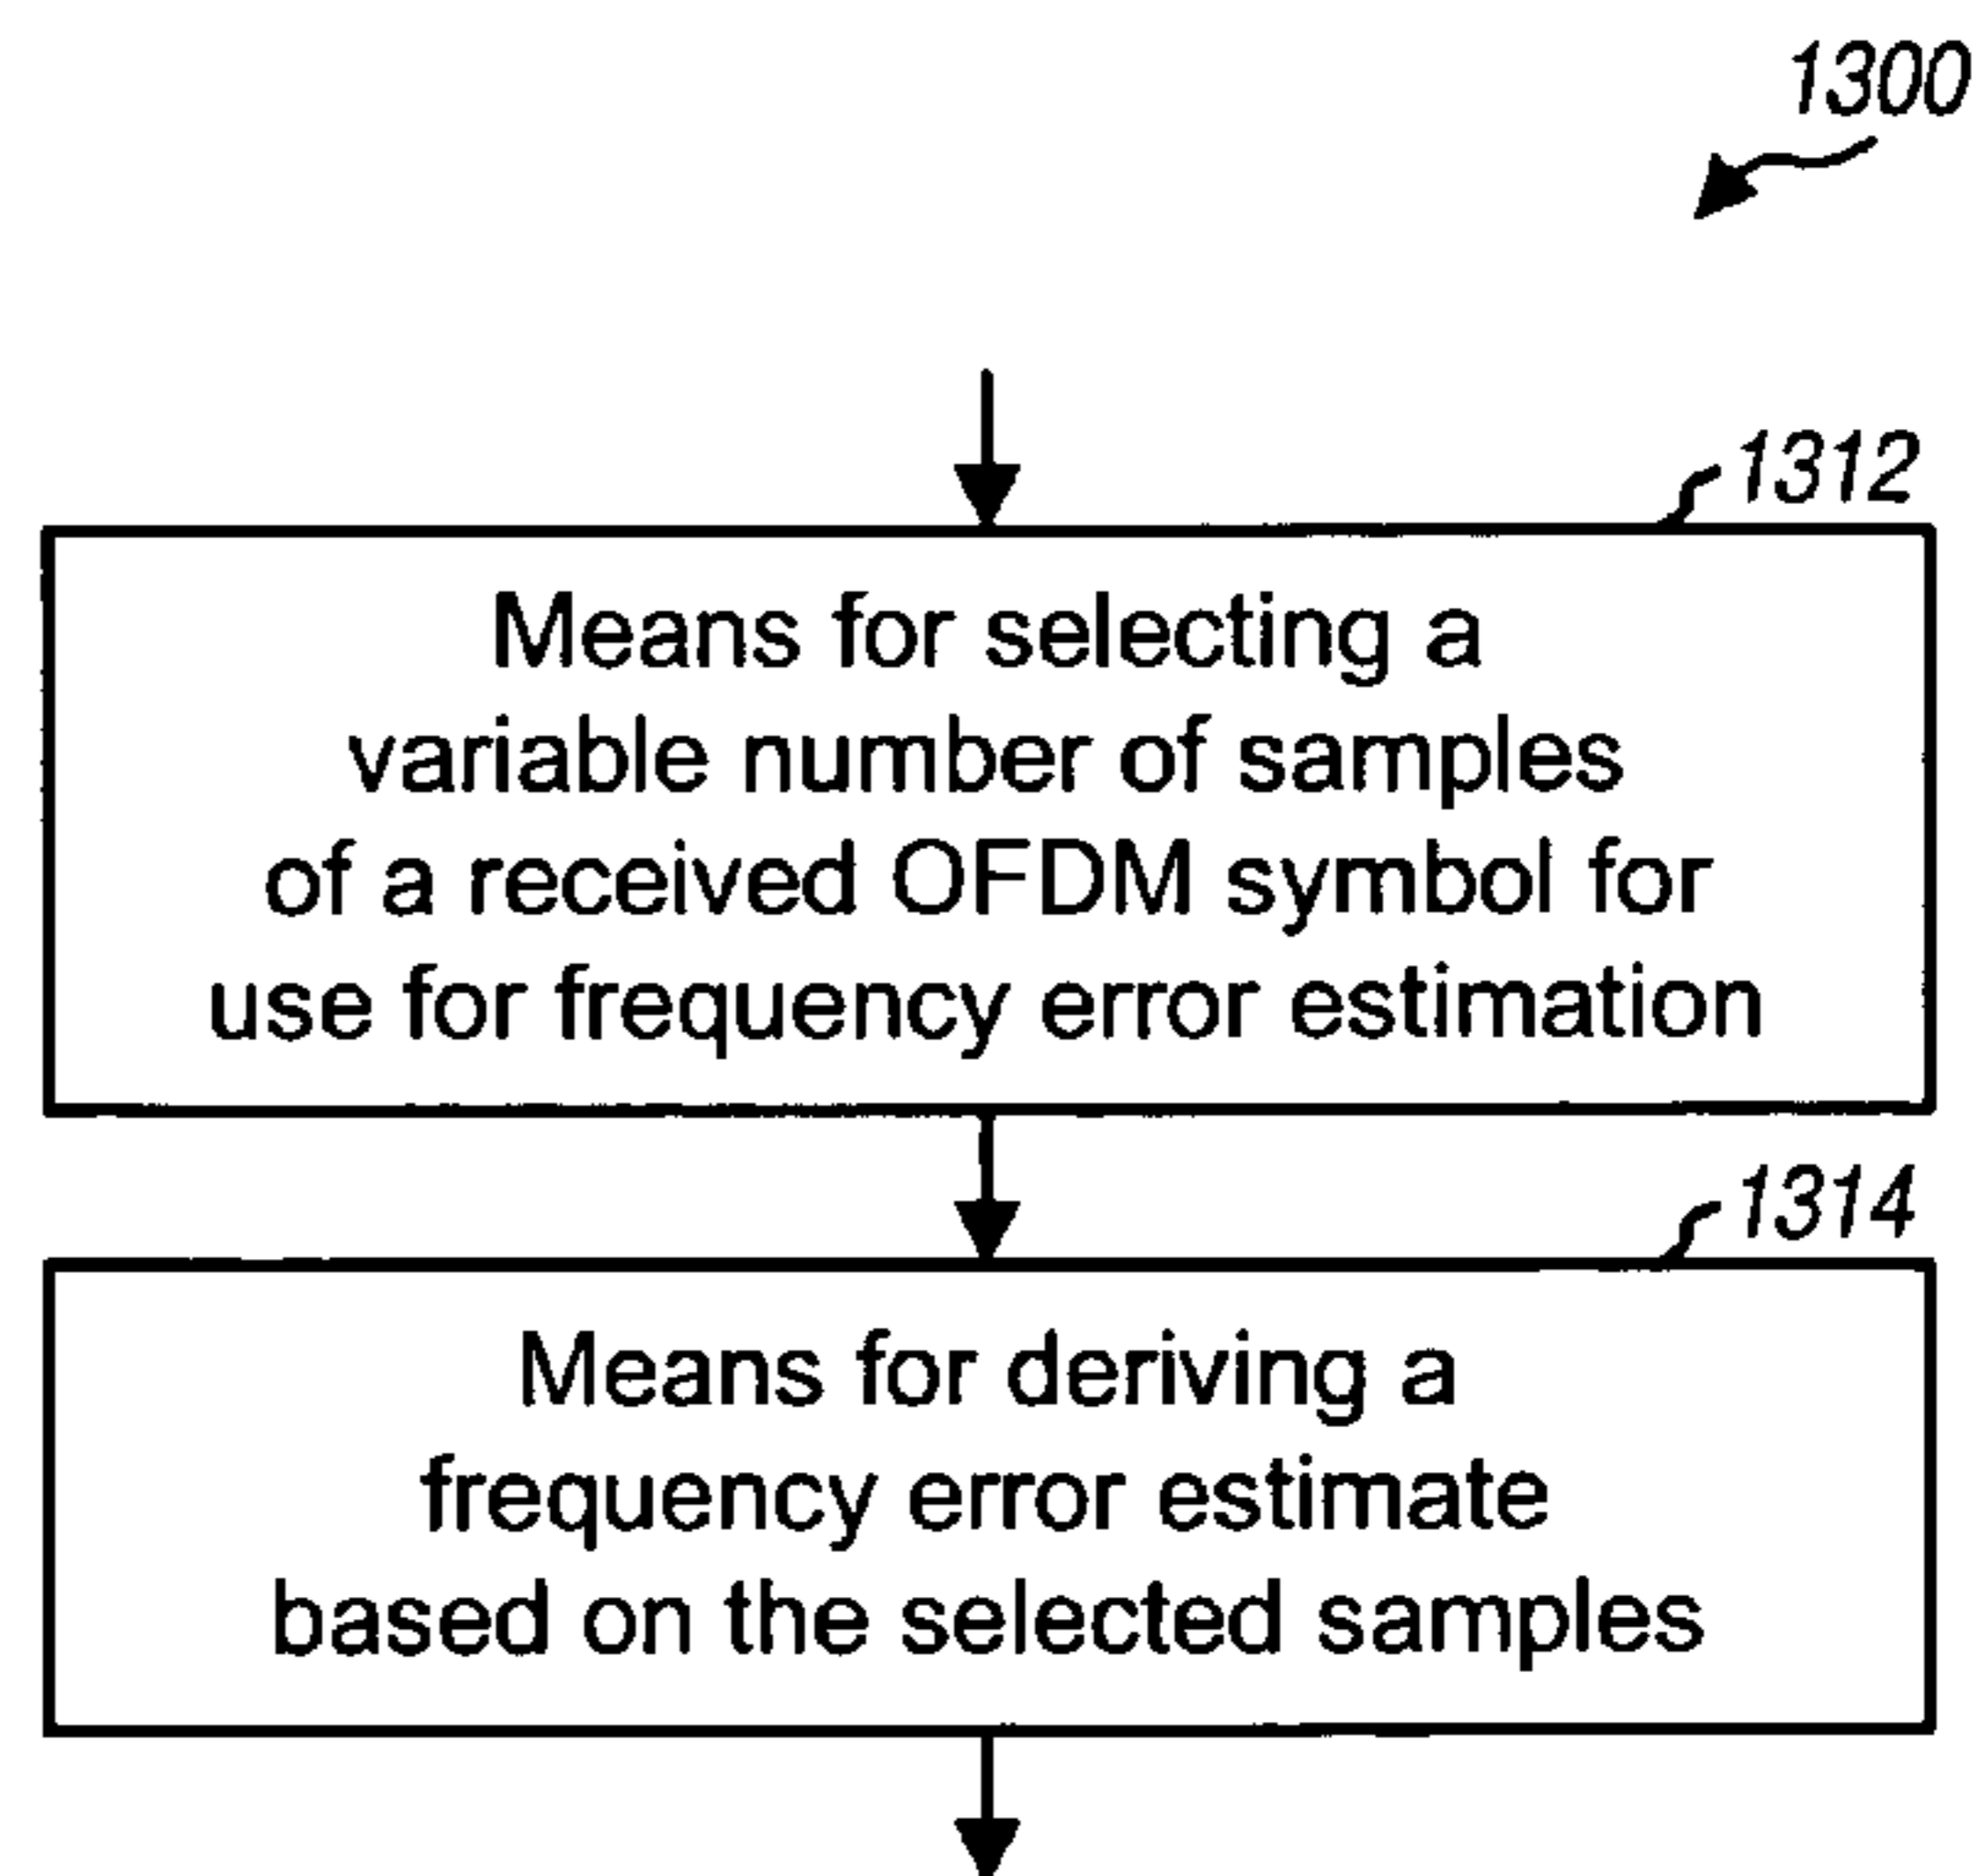 1300
1312
Means for selecting a
variable number of samples
of a received OFDM symbol for
use for frequency error estimation
1314
Means for deriving a
frequency error estimate
based on the selected samples